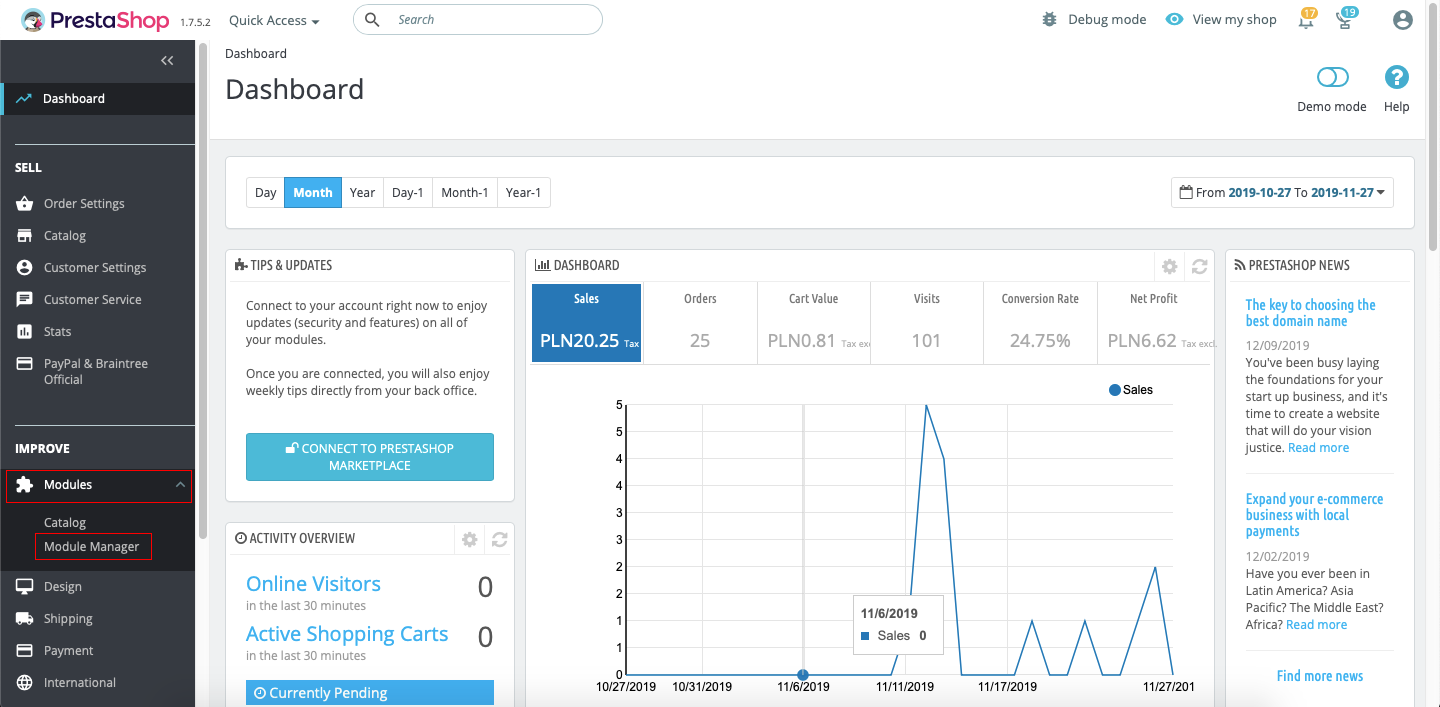 PrestaShop 1.7.5.2
Quick Access
Search
Debug mode
View my shop
17
19
Dashboard
SELL
Order Settings
Catalog
Customer Settings
Customer Service
Stats
PayPal & Braintree
Official
IMPROVE
Modules
Catalog
Module Manager
Design
Shipping
Payment
International
Dashboard
Dashboard
Demo mode
Help
Day Month Year Day-1 Month-1 Year-1
From 2019-10-27 To 2019-11-27
TIPS & UPDATES
Connect to your account right now to enjoy
updates (security and features) on all of
your modules.
Once you are connected, you will also enjoy
weekly tips directly from your back office.
CONNECT TO PRESTASHOP
MARKETPLACE
ACTIVITY OVERVIEW
Online Visitors 0
in the last 30 minutes
Active Shopping Carts 0
in the last 30 minutes
Currently Pending
DASHBOARD
Sales
PLN20.25 Tax
Orders
25
Cart Value
PLN0.81 Tax exc
Visits
101
Conversion Rate
24.75%
Net Profit
PLN6.62 Tax excl.
Sales
5
5
4
4
3
3
2
2
1
1
0
11/6/2019
Sales 0
10/27/2019 10/31/2019 11/6/2019 11/11/2019 11/17/2019 11/27/201
PRESTASHOP NEWS
The key to choosing the
best domain name
12/09/2019
You've been busy laying
the foundations for your
start up business, and it's
time to create a website
that will do your vision
justice. Read more
Expand your e-commerce
business with local
payments
12/02/2019
Have you ever been in
Latin America? Asia
Pacific? The Middle East?
Africa? Read more
Find more news